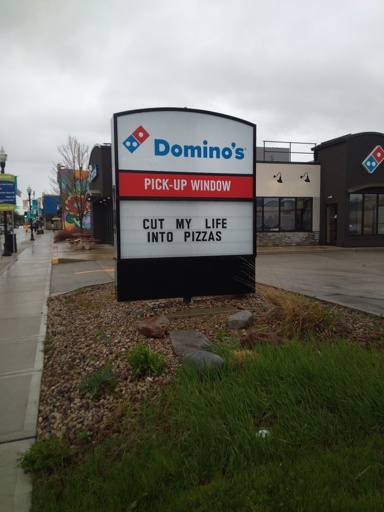 Domino's
PICK-UP WINDOW
CUT MY LIFE
INTO PIZZAS